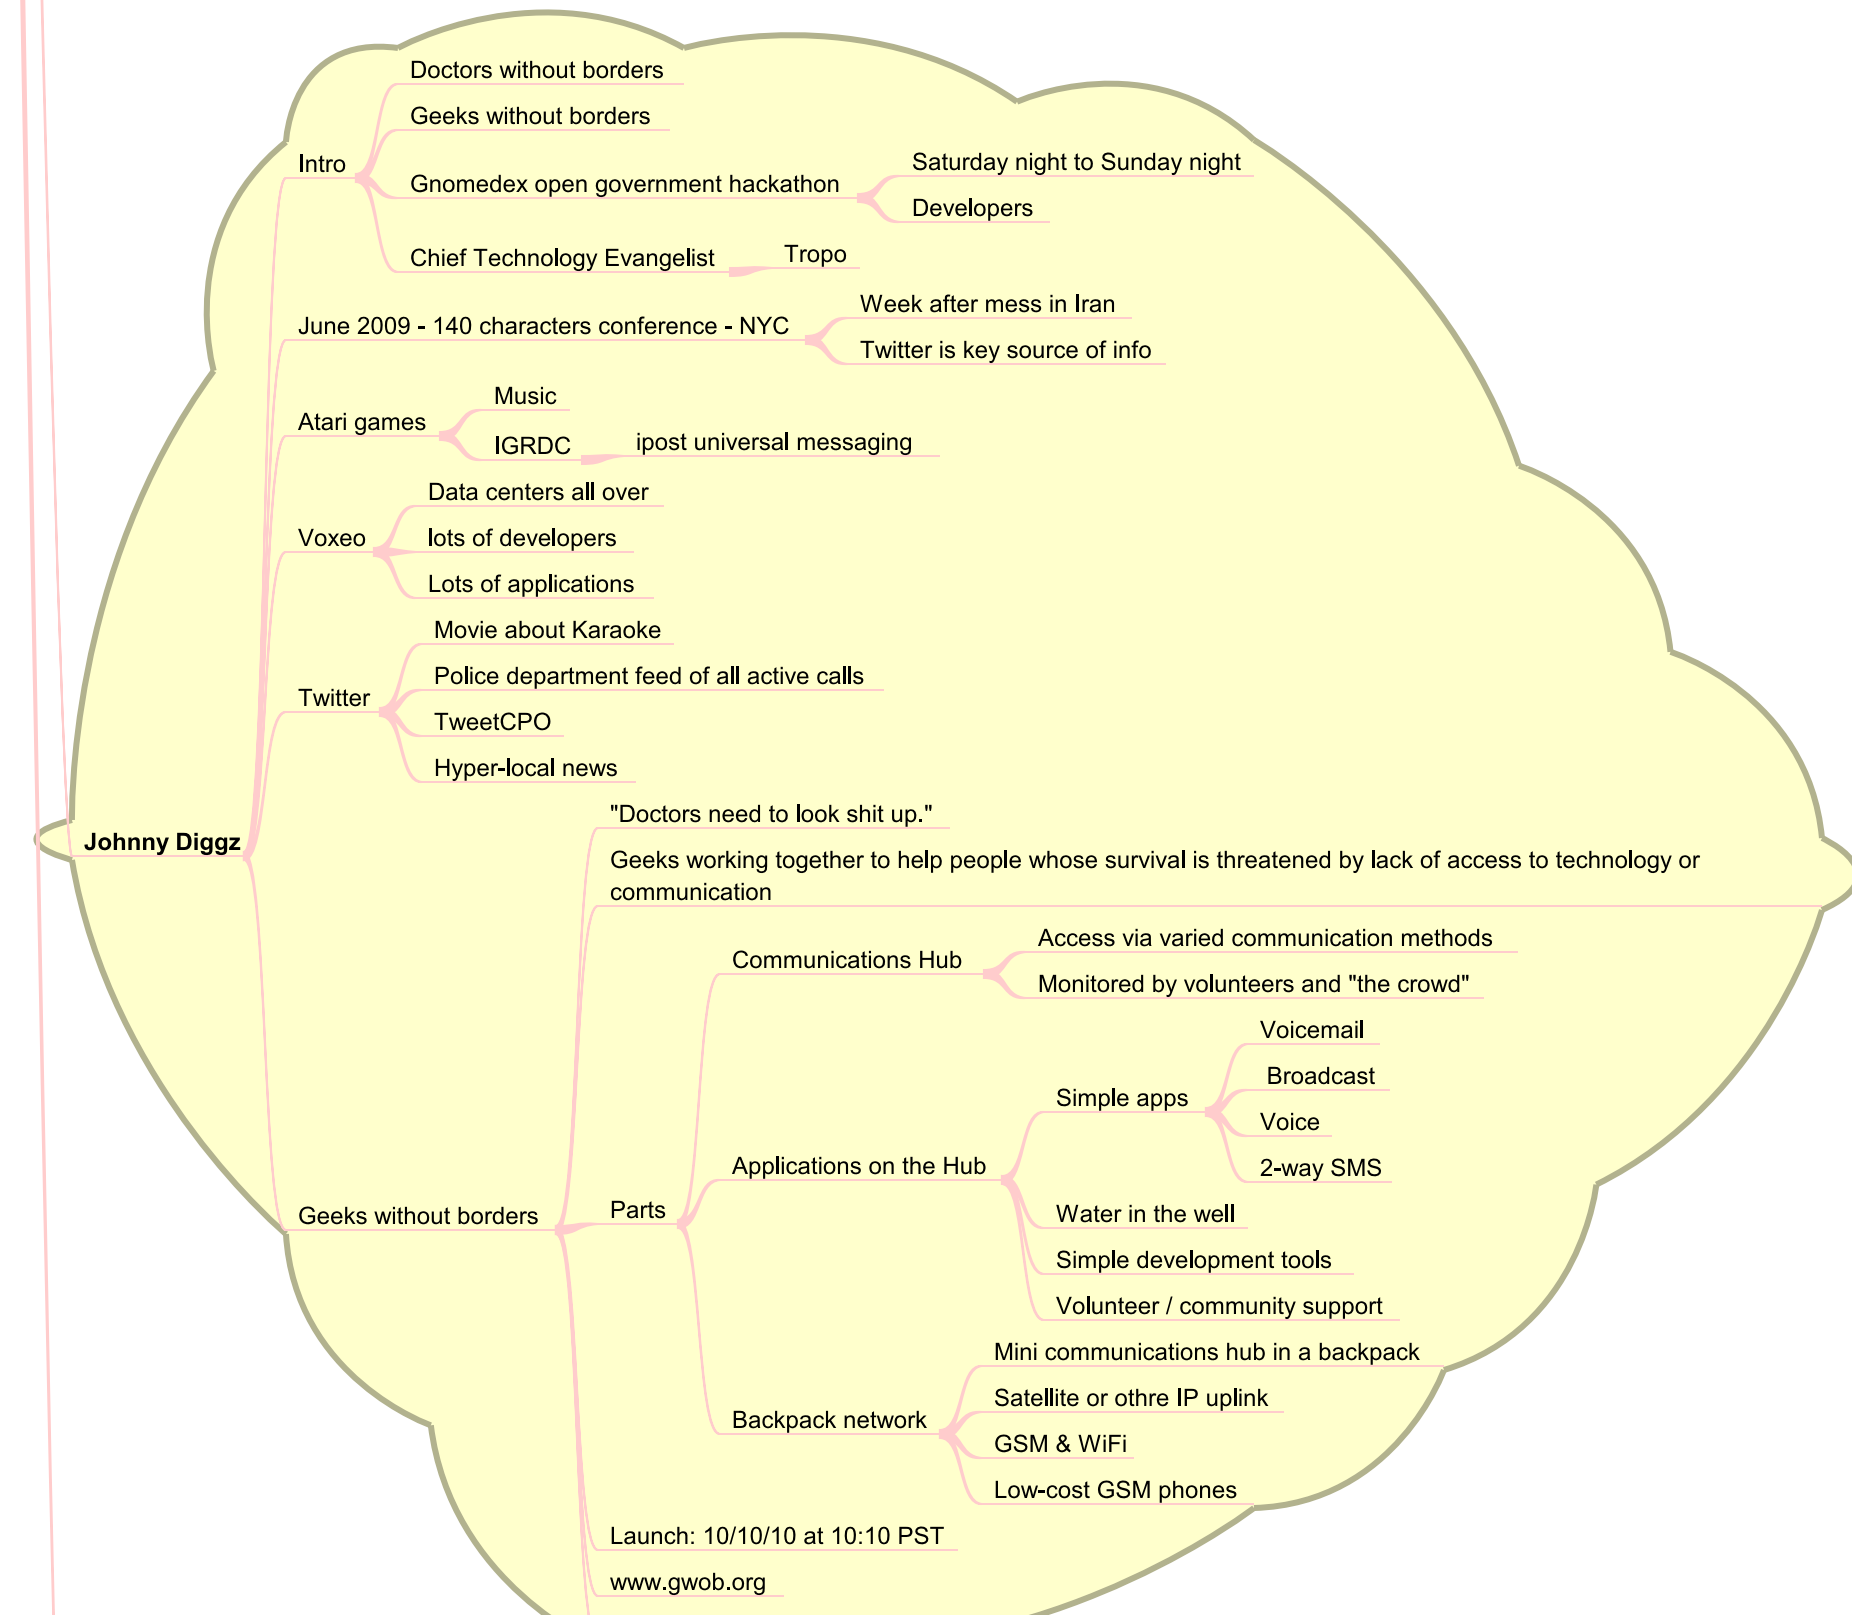 Doctors without borders
Geeks without borders
Intro
Saturday night to Sunday night
Gnomedex open government hackathon
Developers
Chief Technology Evangelist
Tropo
Week after mess in Iran
June 2009 - 140 characters conference - NYC
Twitter is key source of info
Music
Atari games
IGRDC
ipost universal messaging
Data centers all over
Voxeo
lots of developers
Lots of applications
Movie about Karaoke
Police department feed of all active calls
Twitter
TweetCPO
Hyper-local news
"Doctors need to look shit up."
Johnny Diggz
Geeks working together to help people whose survival is threatened by lack of access to technology or
communication
Access via varied communication methods
Communications Hub
Monitored by volunteers and "the crowd"
Voicemail
Broadcast
Simple apps
Voice
2-way SMS
Applications on the Hub
Water in the well
Geeks without borders
Parts
Simple development tools
Volunteer / community support
Mini communications hub in a backpack
Satellite or othre IP uplink
Backpack network
GSM & WiFi
Low-cost GSM phones
Launch: 10/10/10 at 10:10 PST
www.gwob.org